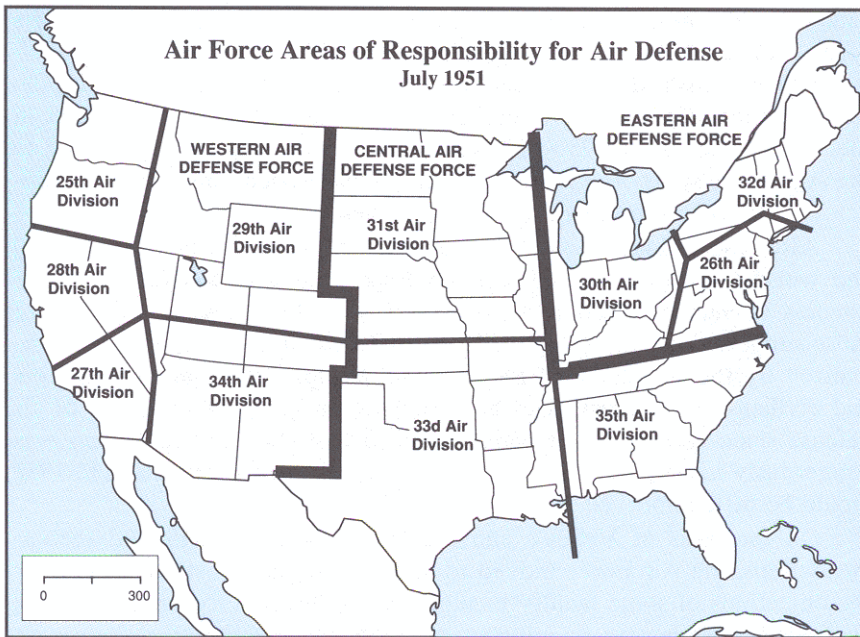 Air Force Areas of Responsibility for Air Defense
July 1951
EASTERN AIR
DEFENSE FORCE
WESTERN AIR
DEFENSE FORCE
CENTRAL AIR
DEFENSE FORCE
25th Air
Division
32d Air
Division
29th Air
Division
31st Air
Division
28th Air
Division
30th Air
Division
26th Air
Division
27th Air
Division
34th Air
Division
33d Air
Division
35th Air
Division
0 300